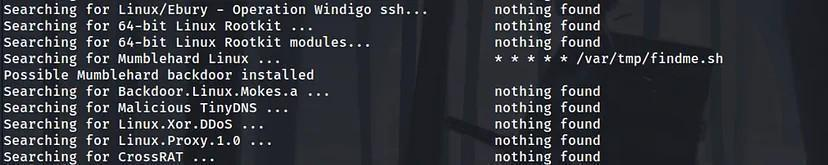 Searching for Linux/Ebury - Operation Windigo ssh... nothing found
Searching for 64-bit Linux Rootkit ... nothing found
Searching for 64-bit Linux Rootkit modules... nothing found
Searching for Mumblehard Linux ... * * * * * /var/tmp/findme.sh
Possible Mumblehard backdoor installed
Searching for Backdoor.Linux.Mokes.a ... nothing found
Searching for Malicious TinyDNS ... nothing found
Searching for Linux.Xor.DDoS ... nothing found
Searching for Linux.Proxy.1.0 ... nothing found
Searching for CrossRAT ... nothing found